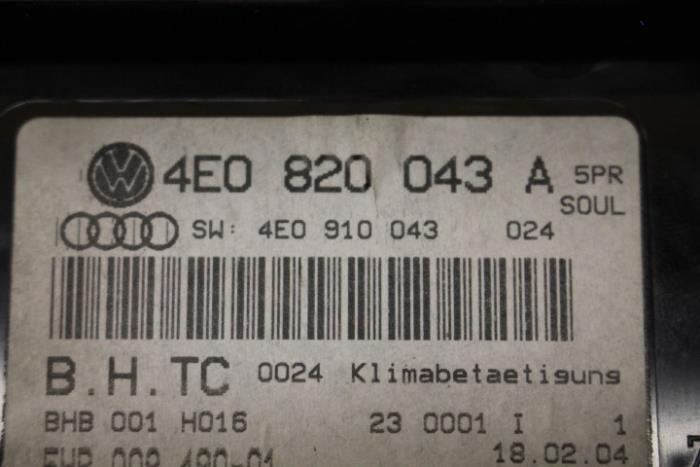 4E0 820 043 A 5PR
SOUL
SW: 4E0 910 043 024
B.H.TC 0024 Klimabetaetigung
BHB 001 H016 23 0001 I 1
18.02.04